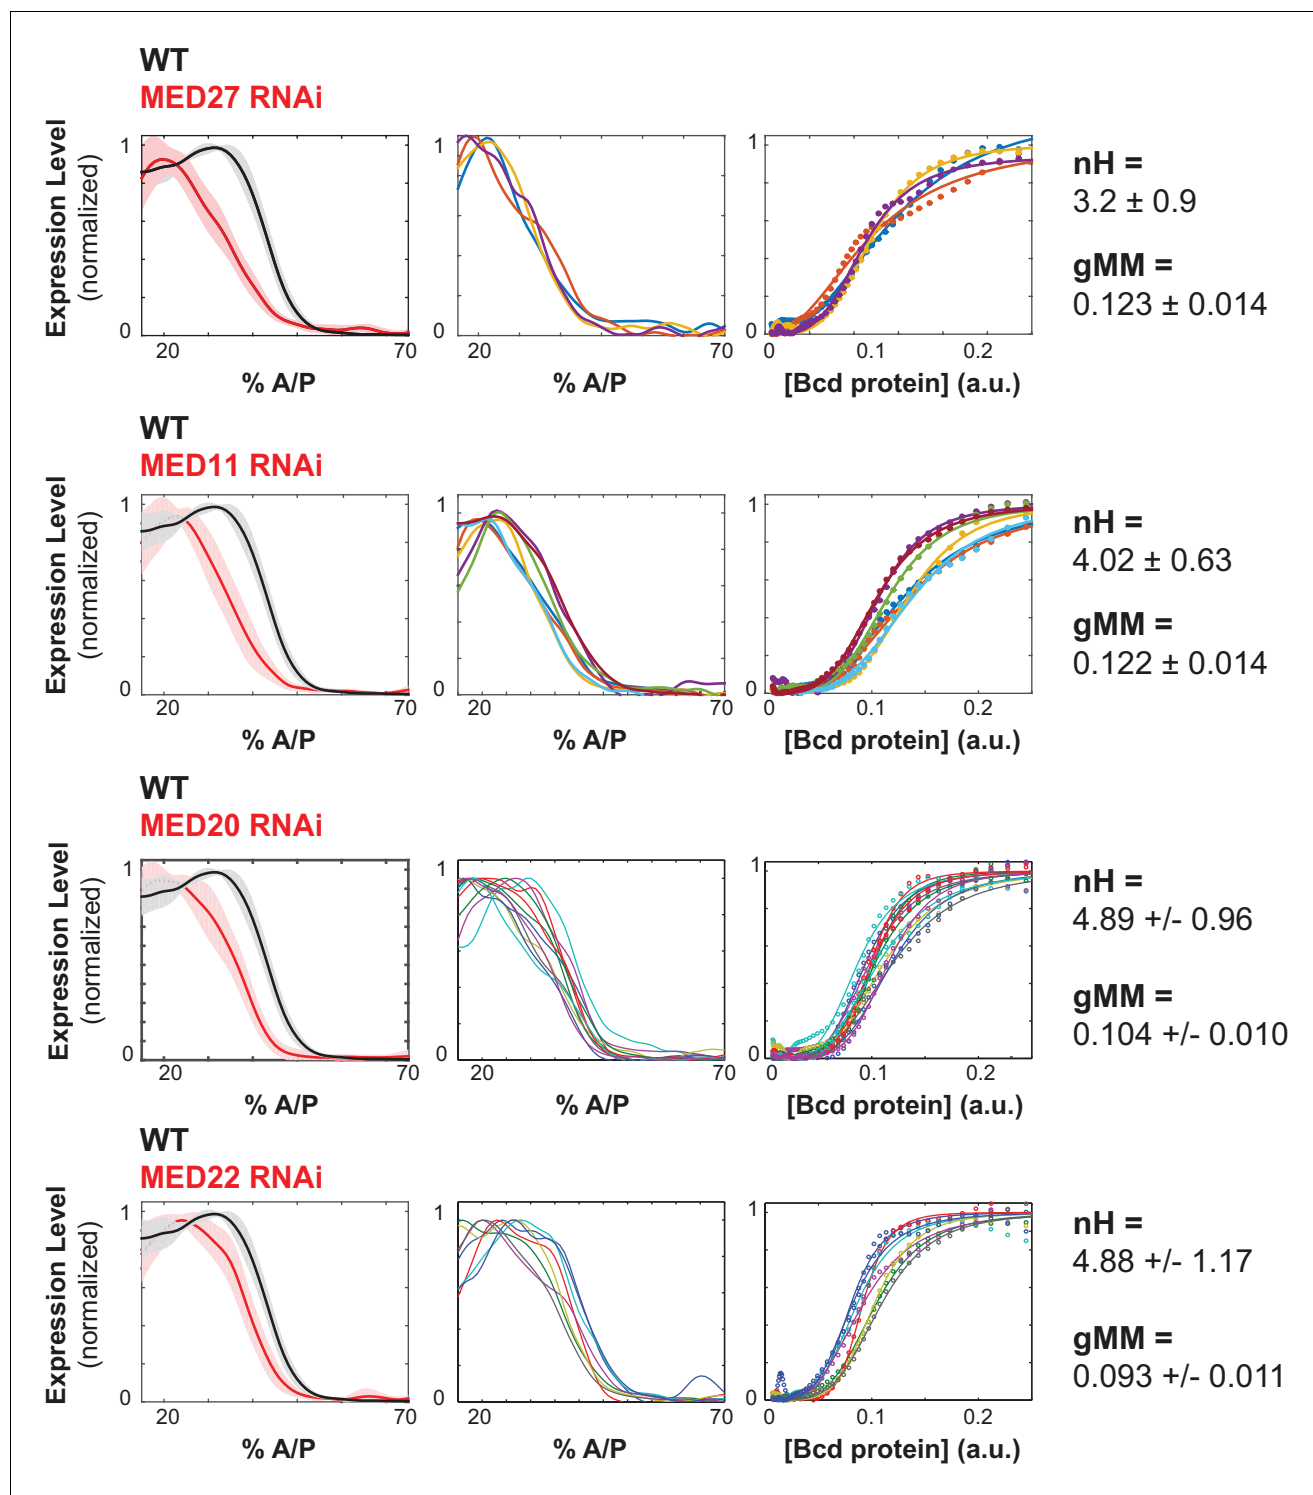 WT
MED27 RNAi
Expression Level
(normalized)
1
0
20
70
% A/P
1
0
20
70
% A/P
1
0
0
0.1
0.2
[Bcd protein] (a.u.)
nH =
3.2 ± 0.9
gMM =
0.123 ± 0.014
WT
MED11 RNAi
Expression Level
(normalized)
1
0
20
70
% A/P
1
0
20
70
% A/P
1
0
0
0.1
0.2
[Bcd protein] (a.u.)
nH =
4.02 ± 0.63
gMM =
0.122 ± 0.014
WT
MED20 RNAi
Expression Level
(normalized)
1
0
20
70
% A/P
1
0
20
70
% A/P
1
0
0
0.1
0.2
[Bcd protein] (a.u.)
nH =
4.89 +/- 0.96
gMM =
0.104 +/- 0.010
WT
MED22 RNAi
Expression Level
(normalized)
1
0
20
70
% A/P
1
0
20
70
% A/P
1
0
0
0.1
0.2
[Bcd protein] (a.u.)
nH =
4.88 +/- 1.17
gMM =
0.093 +/- 0.011